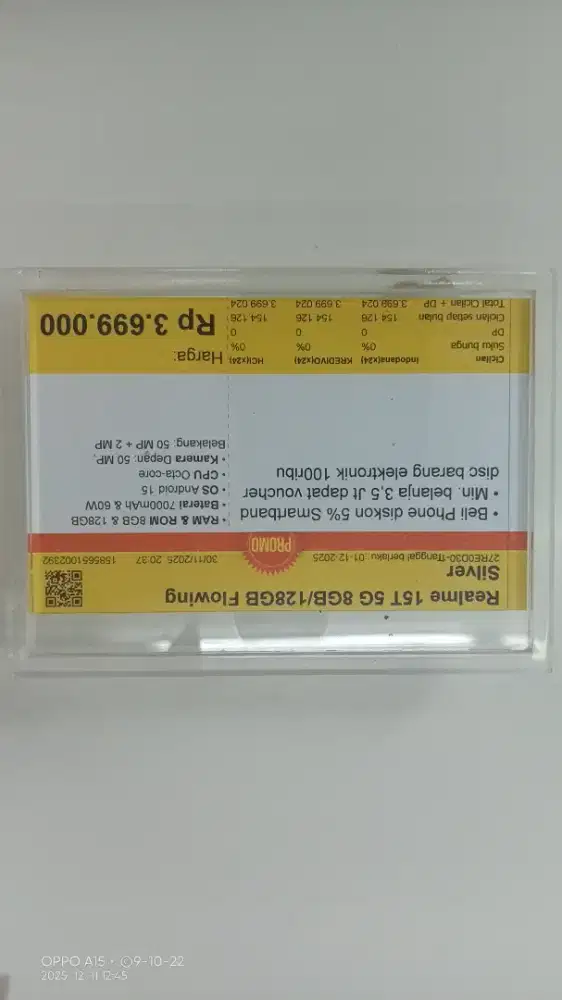 Realme 15T 5G 8GB/128GB Flowing
Silver
27RE0030-Tanggal berlaku 01-12-2025
30/11/2025 20:37
1585651002392
PROMO
• Beli Phone diskon 5% Smartband
• Min. belanja 3,5 Jt dapat voucher
disc barang elektronik 100ribu
• RAM & ROM 8GB & 128GB
• Baterai 7000mAh & 60W
• OS Android 15
• CPU Octa-core
• Kamera Depan: 50 MP,
Belakang: 50 MP + 2 MP
Cicilan Indodana(x24) KREDIVO(x24) HCI(x24)
Suku bunga 0% 0% 0%
DP 0 0 0
Cicilan setiap bulan 154.126 154.126 154.126
Total Cicilan + DP 3.699.024 3.699.024 3.699.024
Harga:
Rp 3.699.000
OPPO A15 · ©9-10-22
2025-12-11 12:45